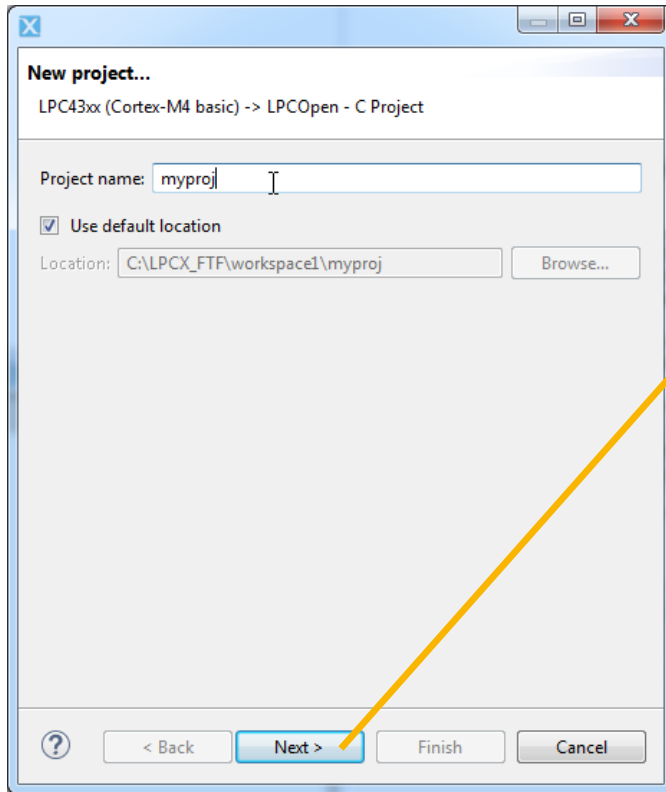 New project...
LPC43xx (Cortex-M4 basic) -> LPCOpen - C Project
Project name: myproj
Use default location
Location: C:\LPCX_FTF\workspace1\myproj Browse...
< Back Next > Finish Cancel